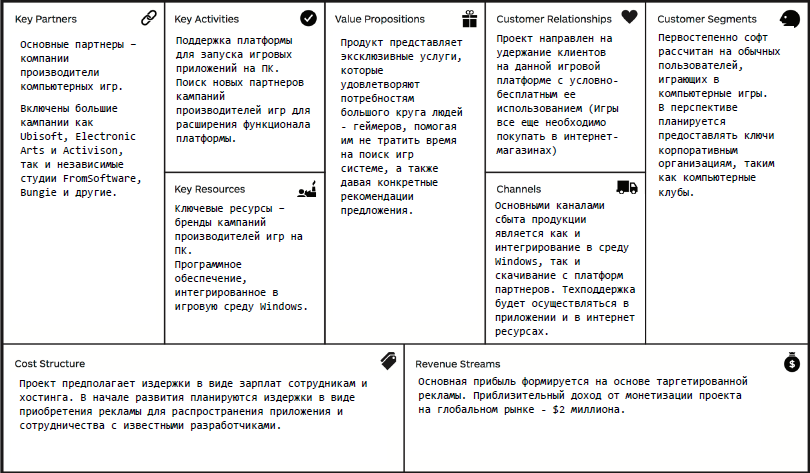 Key Partners
Основные партнеры –
компании
производители
компьютерных игр.
Включены большие
кампании как
Ubisoft, Electronic
Arts и Activison,
так и независимые
студии FromSoftware,
Bungie и другие.
Key Activities
Поддержка платформы
для запуска игровых
приложений на ПК.
Поиск новых партнеров
кампаний
производителей игр для
расширения функционала
платформы.
Key Resources
Ключевые ресурсы –
бренды кампаний
производителей игр на
ПК.
Программное
обеспечение,
интегрированное в
игровую среду Windows.
Value Propositions
Продукт представляет
эксклюзивные услуги,
которые
удовлетворяют
потребностям
большого круга людей
- геймеров, помогая
им не тратить время
на поиск игр
системе, а также
давая конкретные
рекомендации
предложения.
Customer Relationships
Проект направлен на
удержание клиентов
на данной игровой
платформе с условно-
бесплатным ее
использованием (Игры
все еще необходимо
покупать в интернет-
магазинах)
Channels
Основными каналами
сбыта продукции
является как и
интегрирование в среду
Windows, так и
скачивание с платформ
партнеров. Техподдержка
будет осуществляться в
приложении и в интернет
ресурсах.
Customer Segments
Первостепенно софт
рассчитан на обычных
пользователей,
играющих в
компьютерные игры.
В перспективе
планируется
предоставлять ключи
корпоративным
организациям, таким
как компьютерные
клубы.
Cost Structure
Проект предполагает издержки в виде зарплат сотрудникам и
хостинга. В начале развития планируются издержки в виде
приобретения рекламы для распространения приложения и
сотрудничества с известными разработчиками.
Revenue Streams
Основная прибыль формируется на основе таргетированной
рекламы. Приблизительный доход от монетизации проекта
на глобальном рынке - $2 миллиона.